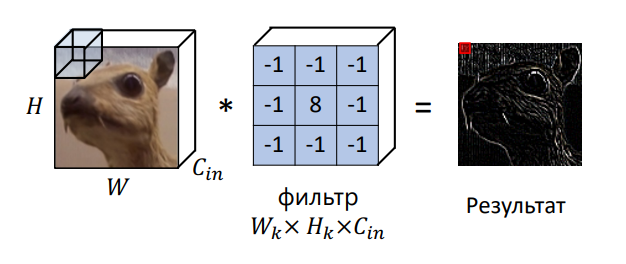 -1 -1 -1
H
*
-1 8 -1
=
-1 -1 -1
C_in
W
фильтр
W_k × H_k × C_in
Результат